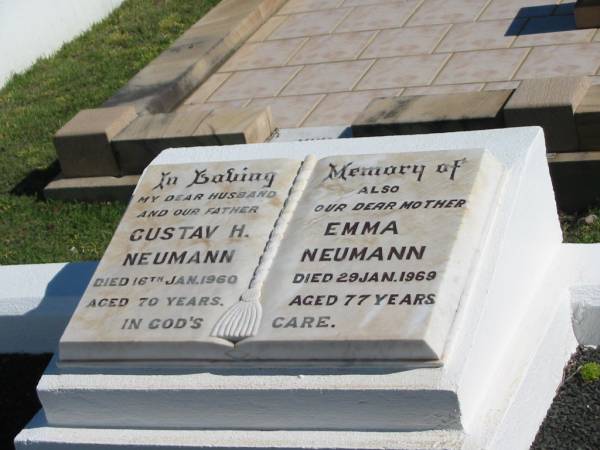 In Loving Memory of
MY DEAR HUSBAND
AND OUR FATHER
GUSTAV H.
NEUMANN
DIED 16TH JAN. 1960
AGED 70 YEARS.
ALSO
OUR DEAR MOTHER
EMMA
NEUMANN
DIED 29 JAN. 1969
AGED 77 YEARS
IN GOD'S CARE.